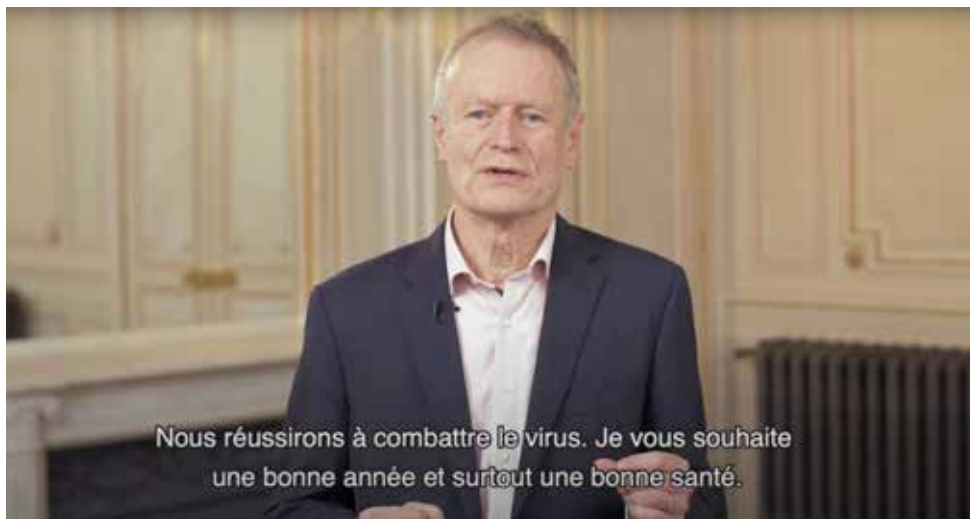 Nous réussirons à combattre le virus. Je vous souhaite
une bonne année et surtout une bonne santé.